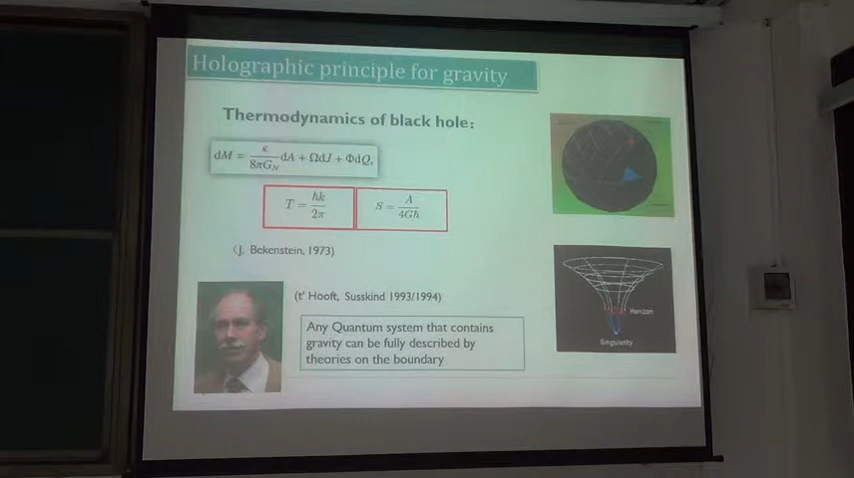 Holographic principle for gravity
Thermodynamics of black hole:
dM = κ/8πG_N dA + ΩdJ + ΦdQ,
T = ħk/2π
S = A/4Għ
(J. Bekenstein, 1973)
(t' Hooft, Susskind 1993/1994)
Any Quantum system that contains
gravity can be fully described by
theories on the boundary
Horizon
Singularity